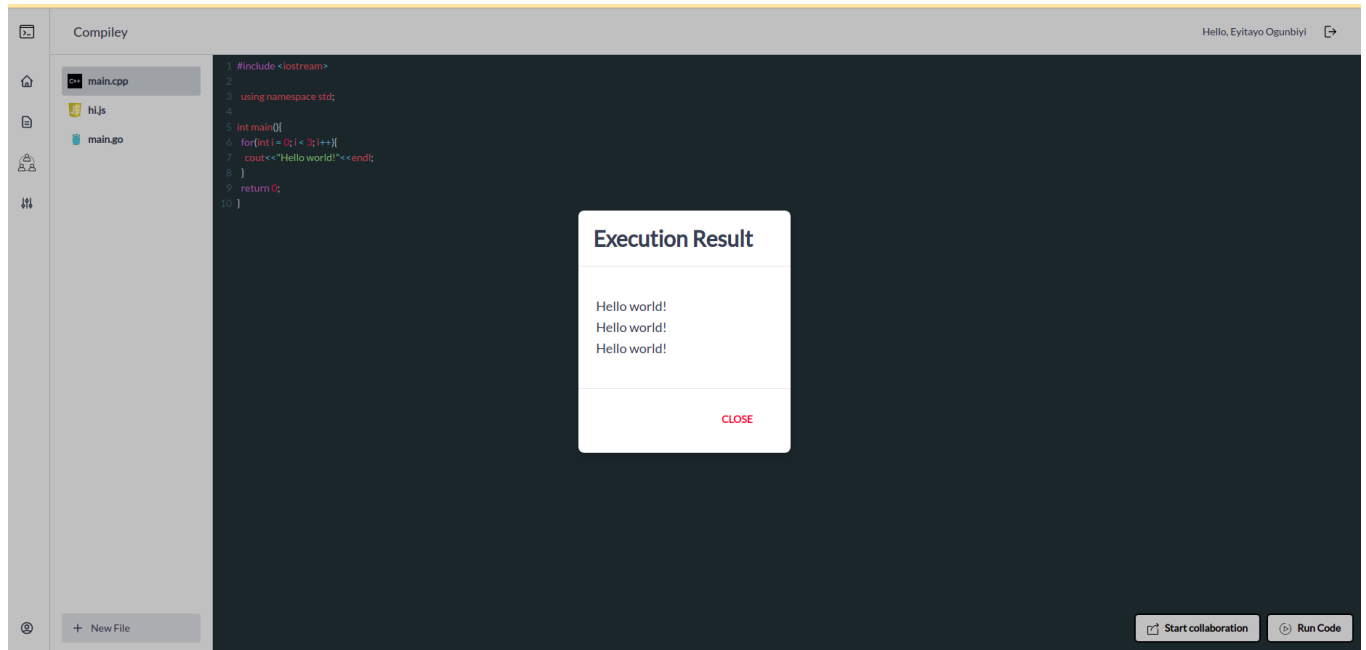 Compiley
Hello, Eyitayo Ogunbiyi
C++ main.cpp
hi.js
main.go
1 #include <iostream>
2
3 using namespace std;
4
5 int main(){
6 for(int i = 0; i < 3; i++){
7 cout<<"Hello world!"<<endl;
8 }
9 return 0;
10 }
Execution Result
Hello world!
Hello world!
Hello world!
CLOSE
+ New File
Start collaboration
Run Code